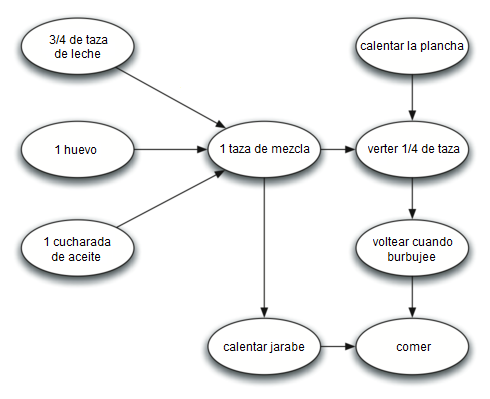 3/4 de taza
de leche
calentar la plancha
1 huevo
1 taza de mezcla
verter 1/4 de taza
1 cucharada
de aceite
voltear cuando
burbujee
calentar jarabe
comer